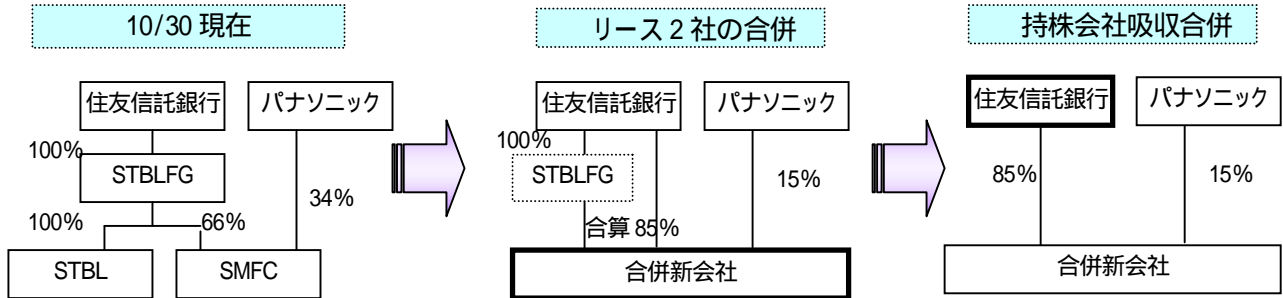 10/30 現在
リース 2 社の合併
持株会社吸収合併
住友信託銀行
パナソニック
100%
STBLFG
34%
100%
66%
STBL
SMFC
住友信託銀行
パナソニック
100%
STBLFG
15%
合算 85%
合併新会社
住友信託銀行
パナソニック
85%
15%
合併新会社